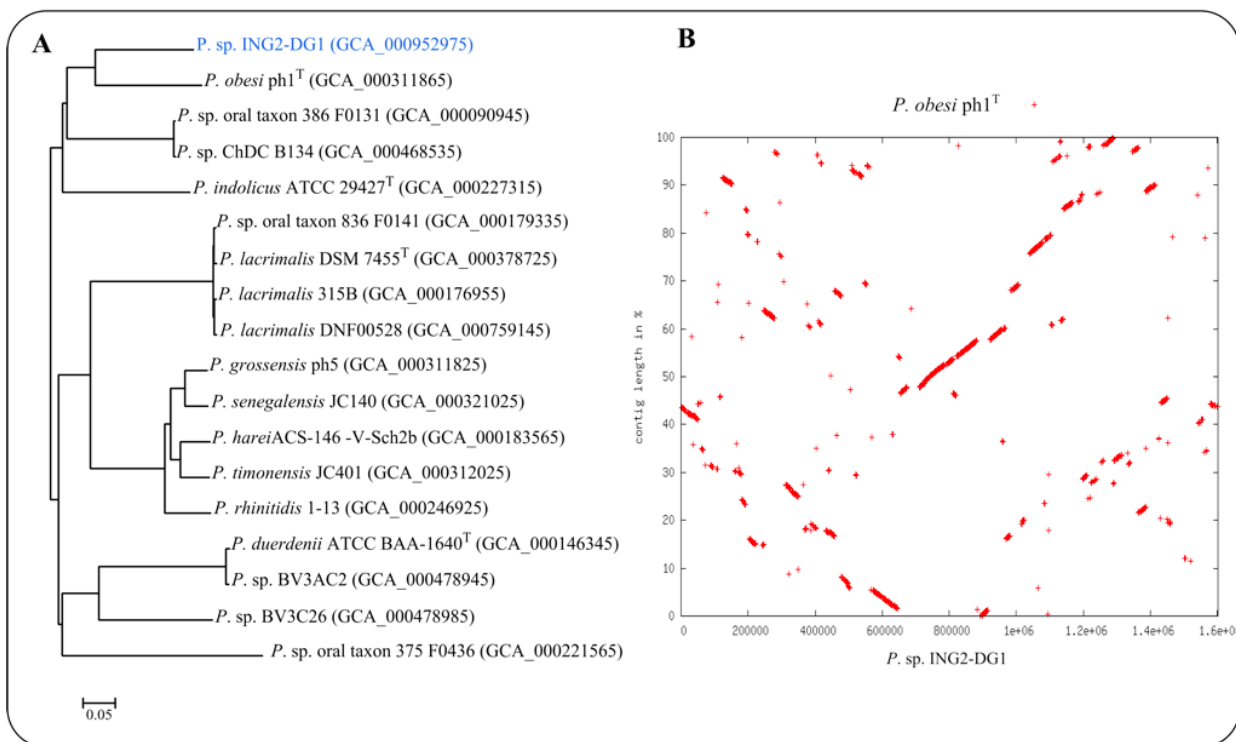 A
P. sp. ING2-DG1 (GCA_000952975)
P. obesi ph1T (GCA_000311865)
P. sp. oral taxon 386 F0131 (GCA_000090945)
P. sp. ChDC B134 (GCA_000468535)
P. indolicus ATCC 29427T (GCA_000227315)
P. sp. oral taxon 836 F0141 (GCA_000179335)
P. lacrimalis DSM 7455T (GCA_000378725)
P. lacrimalis 315B (GCA_000176955)
P. lacrimalis DNF00528 (GCA_000759145)
P. grossensis ph5 (GCA_000311825)
P. senegalensis JC140 (GCA_000321025)
P. hareiACS-146 -V-Sch2b (GCA_000183565)
P. timonensis JC401 (GCA_000312025)
P. rhinitidis 1-13 (GCA_000246925)
P. duerdenii ATCC BAA-1640T (GCA_000146345)
P. sp. BV3AC2 (GCA_000478945)
P. sp. BV3C26 (GCA_000478985)
P. sp. oral taxon 375 F0436 (GCA_000221565)
0.05
B
P. obesi ph1T
100
90
80
70
60
50
40
30
20
10
0
contig length in %
0 200000 400000 600000 800000 1e+06 1.2e+06 1.4e+06 1.6e+0
P. sp. ING2-DG1